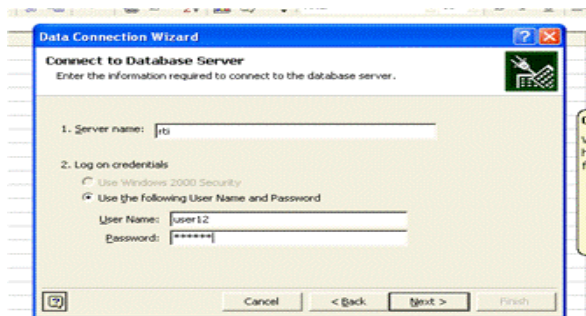 Data Connection Wizard
Connect to Database Server
Enter the information required to connect to the database server.
1. Server name: rti
2. Log on credentials
Use Windows 2000 Security
Use the following User Name and Password
User Name: user12
Password: ******
Cancel
< Back
Next >
Finish